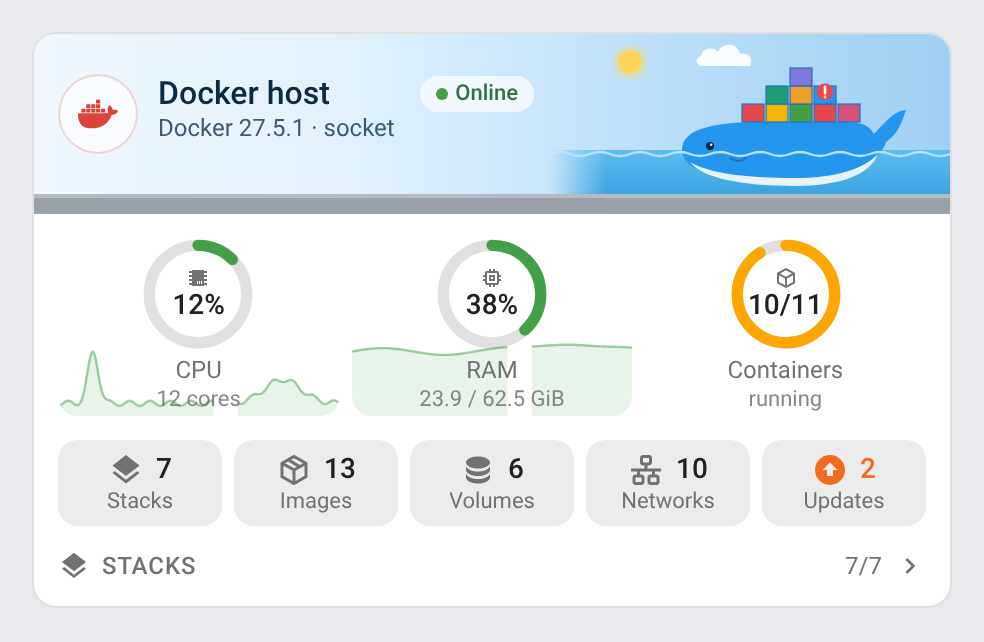 Docker host
Online
Docker 27.5.1 · socket
12%
38%
10/11
CPU
RAM
Containers
12 cores
23.9 / 62.5 GiB
running
7
13
6
10
2
Stacks
Images
Volumes
Networks
Updates
STACKS
7/7